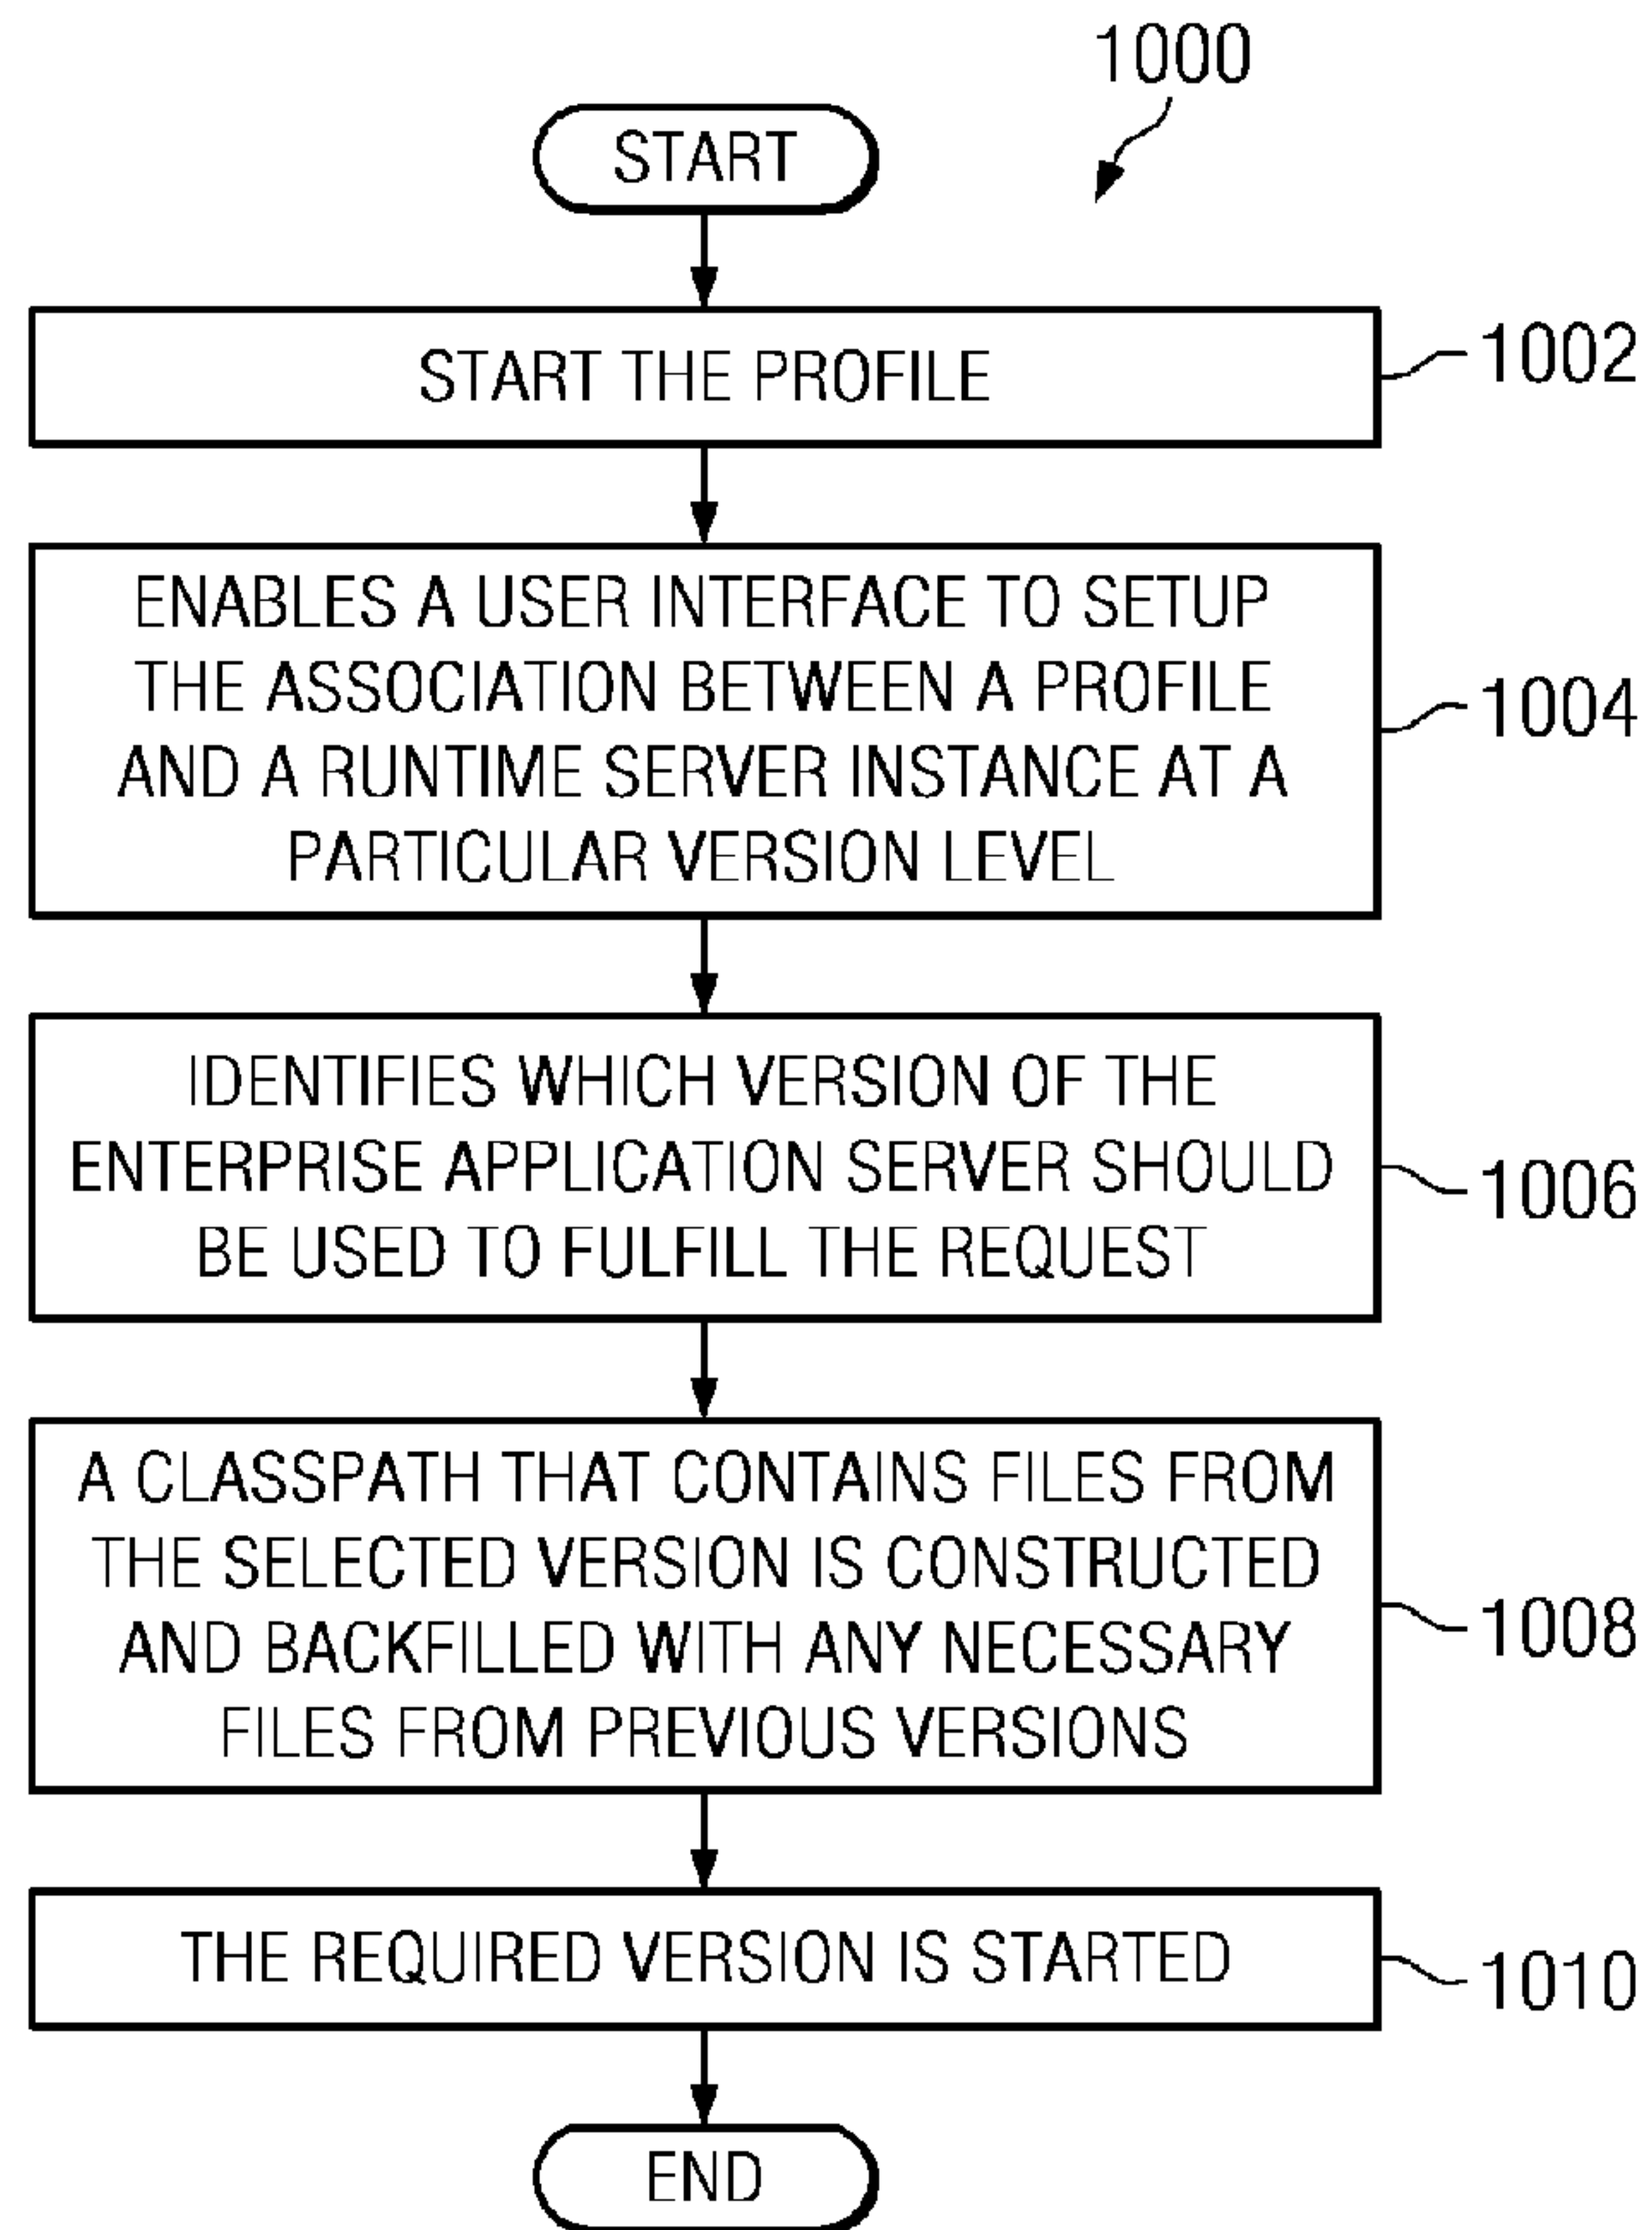 1000
START
START THE PROFILE
1002
ENABLES A USER INTERFACE TO SETUP
THE ASSOCIATION BETWEEN A PROFILE
AND A RUNTIME SERVER INSTANCE AT A
PARTICULAR VERSION LEVEL
1004
IDENTIFIES WHICH VERSION OF THE
ENTERPRISE APPLICATION SERVER SHOULD
BE USED TO FULFILL THE REQUEST
1006
A CLASSPATH THAT CONTAINS FILES FROM
THE SELECTED VERSION IS CONSTRUCTED
AND BACKFILLED WITH ANY NECESSARY
FILES FROM PREVIOUS VERSIONS
1008
THE REQUIRED VERSION IS STARTED
1010
END